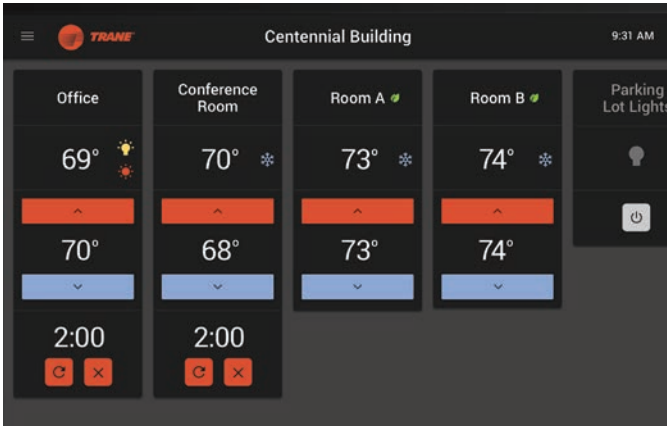 TRANE
Centennial Building
9:31 AM
Office
Conference
Room
Room A
Room B
Parking
Lot Lights
69°
70°
73°
74°
70°
68°
73°
74°
2:00
2:00